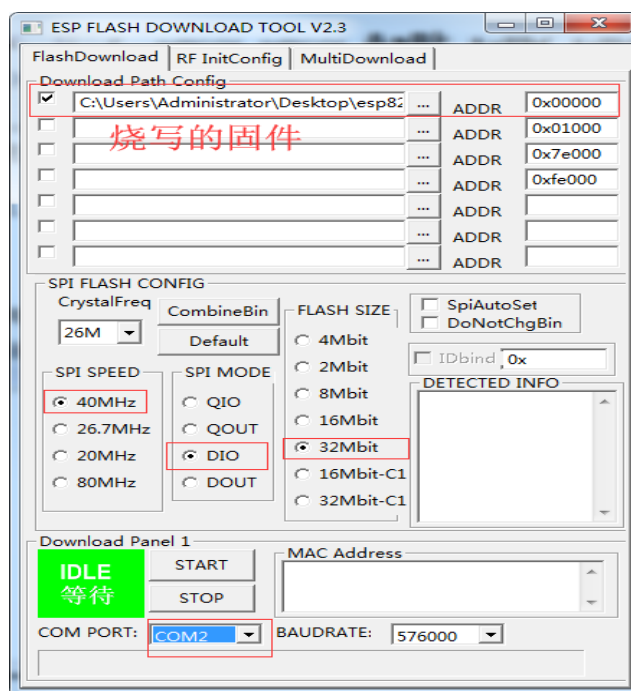 ESP FLASH DOWNLOAD TOOL V2.3
FlashDownload RF InitConfig MultiDownload
Download Path Config
C:\Users\Administrator\Desktop\esp82 ... ADDR 0x00000
烧写的固件 ... ADDR 0x01000
... ADDR 0x7e000
... ADDR 0xfe000
... ADDR
... ADDR
... ADDR
SPI FLASH CONFIG
CrystalFreq CombineBin FLASH SIZE SpiAutoSet
26M Default 4Mbit DoNotChgBin
SPI SPEED SPI MODE 2Mbit IDbind 0x
40MHz QIO 8Mbit DETECTED INFO
26.7MHz QOUT 16Mbit
20MHz DIO 32Mbit
80MHz DOUT 16Mbit-C1
32Mbit-C1
Download Panel 1
IDLE START MAC Address
等待 STOP
COM PORT: COM2 BAUDRATE: 576000